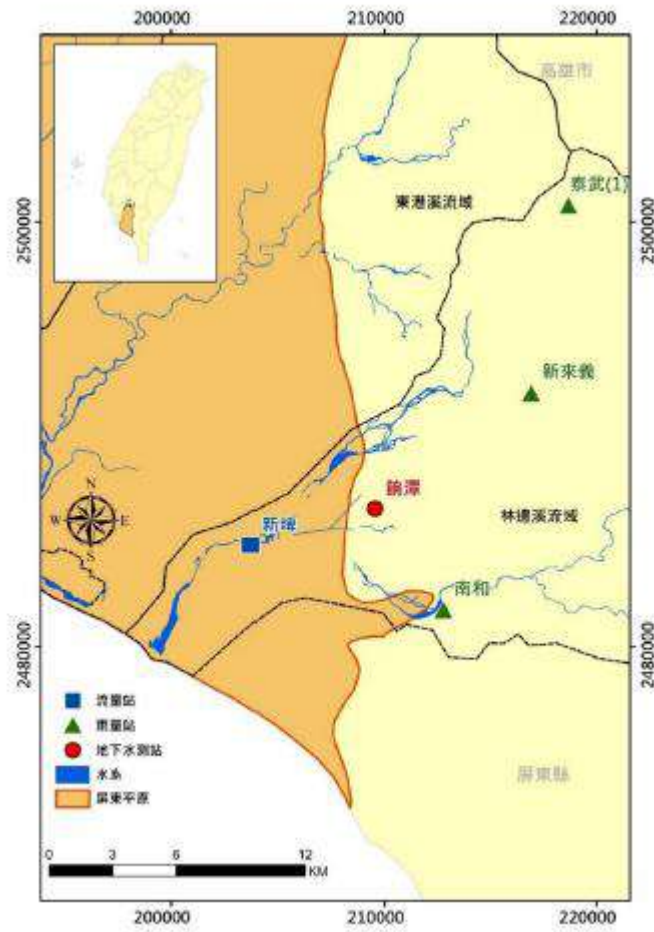 200000
210000
220000
高雄市
泰武(1)
東港溪流域
2500000
2500000
新來義
餉潭
N
W
E
S
新埤
林邊溪流域
南和
2480000
2480000
流量站
雨量站
地下水測站
水系
屏東平原
屏東縣
0
3
6
12
KM
200000
210000
220000